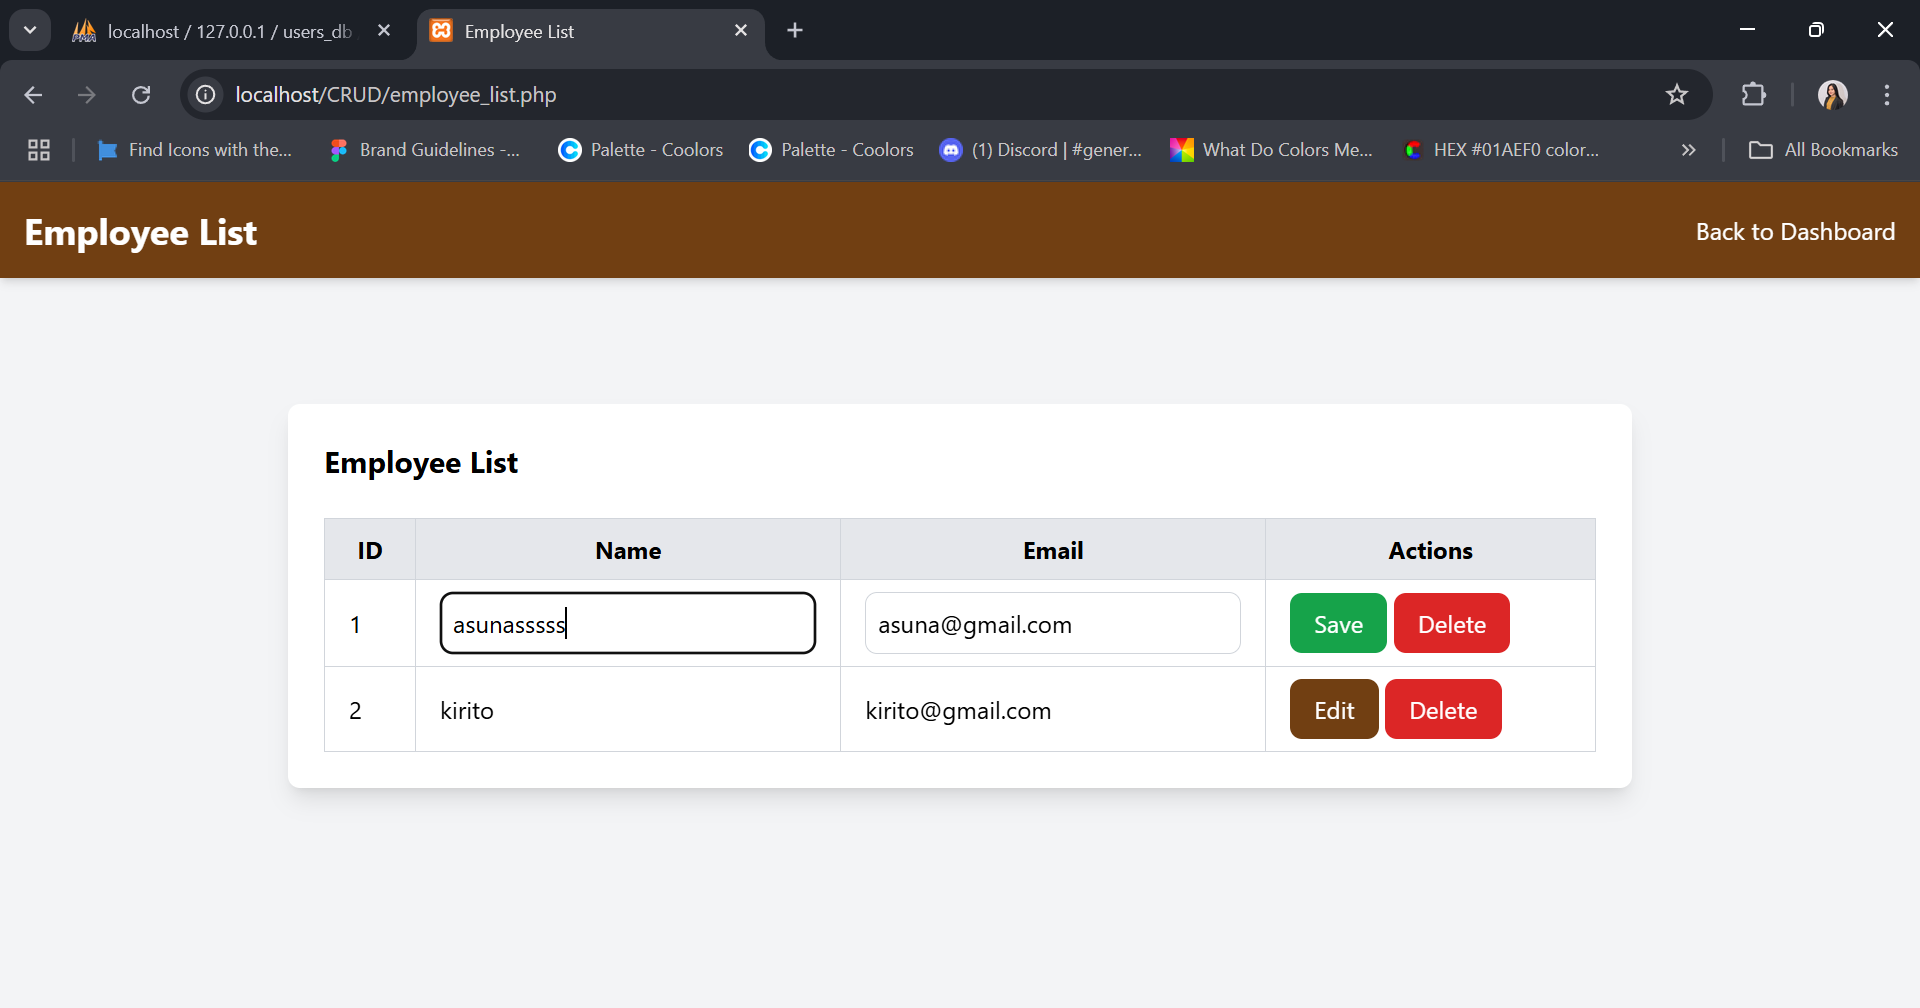 localhost / 127.0.0.1 / users_db
Employee List
localhost/CRUD/employee_list.php
Find Icons with the...
Brand Guidelines -...
Palette - Coolors
Palette - Coolors
(1) Discord | #gener...
What Do Colors Me...
HEX #01AEF0 color...
All Bookmarks
Employee List
Back to Dashboard
Employee List
ID Name Email Actions
1 asunasssss asuna@gmail.com Save Delete
2 kirito kirito@gmail.com Edit Delete